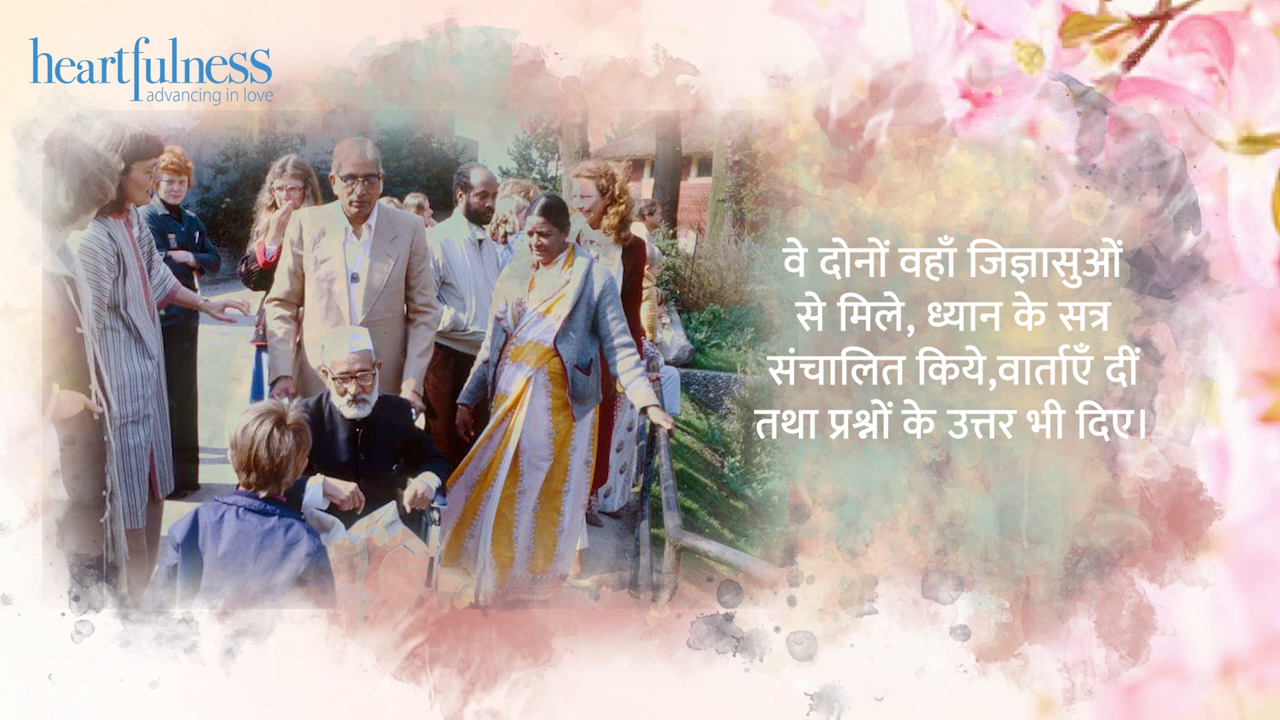 heartfulness
advancing in love
वे दोनों वहाँ जिज्ञासुओं
से मिले, ध्यान के सत्र
संचालित किये,वार्ताएँ दीं
तथा प्रश्नों के उत्तर भी दिए।